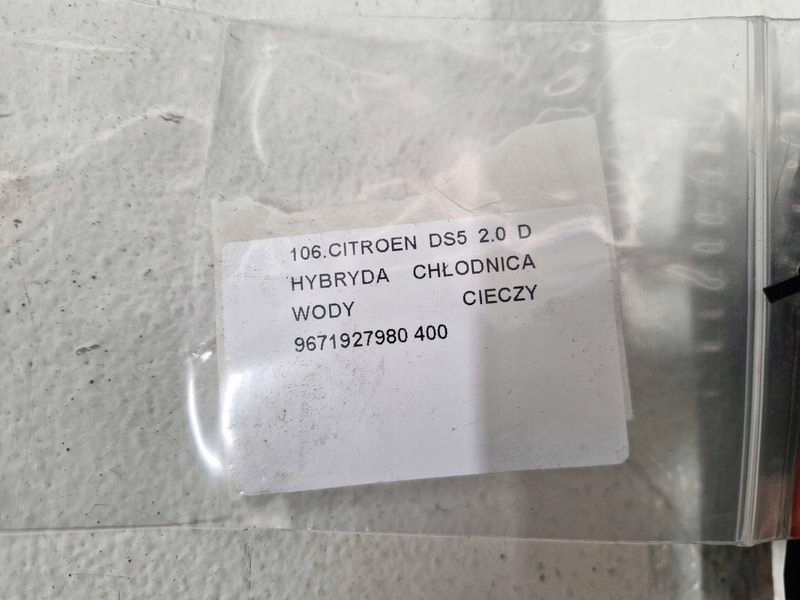 106.CITROEN DS5 2.0 D
HYBRYDA CHŁODNICA
WODY CIECZY
9671927980 400